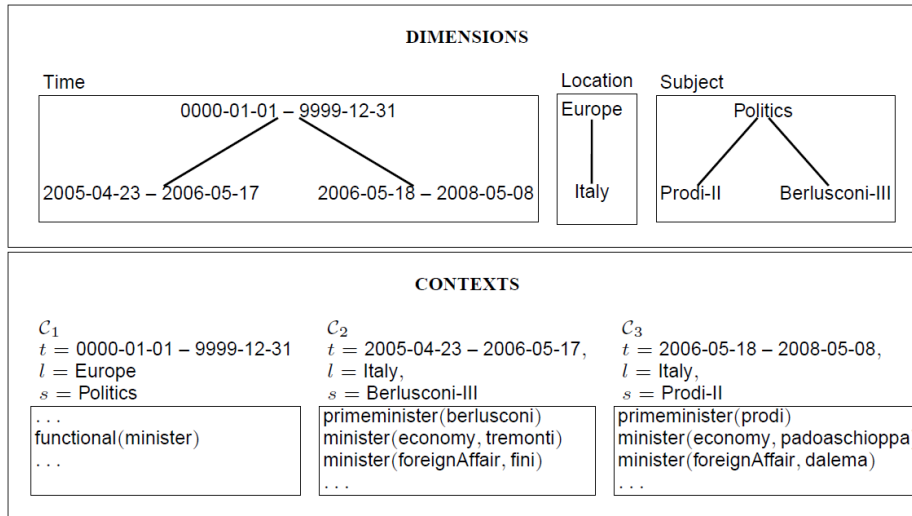 DIMENSIONS
Time
0000-01-01 – 9999-12-31
2005-04-23 – 2006-05-17
2006-05-18 – 2008-05-08
Location
Europe
Italy
Subject
Politics
Prodi-II
Berlusconi-III
CONTEXTS
C1
t = 0000-01-01 – 9999-12-31
l = Europe
s = Politics
. . .
functional(minister)
. . .
C2
t = 2005-04-23 – 2006-05-17,
l = Italy,
s = Berlusconi-III
primeminister(berlusconi)
minister(economy, tremonti)
minister(foreignAffair, fini)
. . .
C3
t = 2006-05-18 – 2008-05-08,
l = Italy,
s = Prodi-II
primeminister(prodi)
minister(economy, padoaschioppa)
minister(foreignAffair, dalema)
. . .